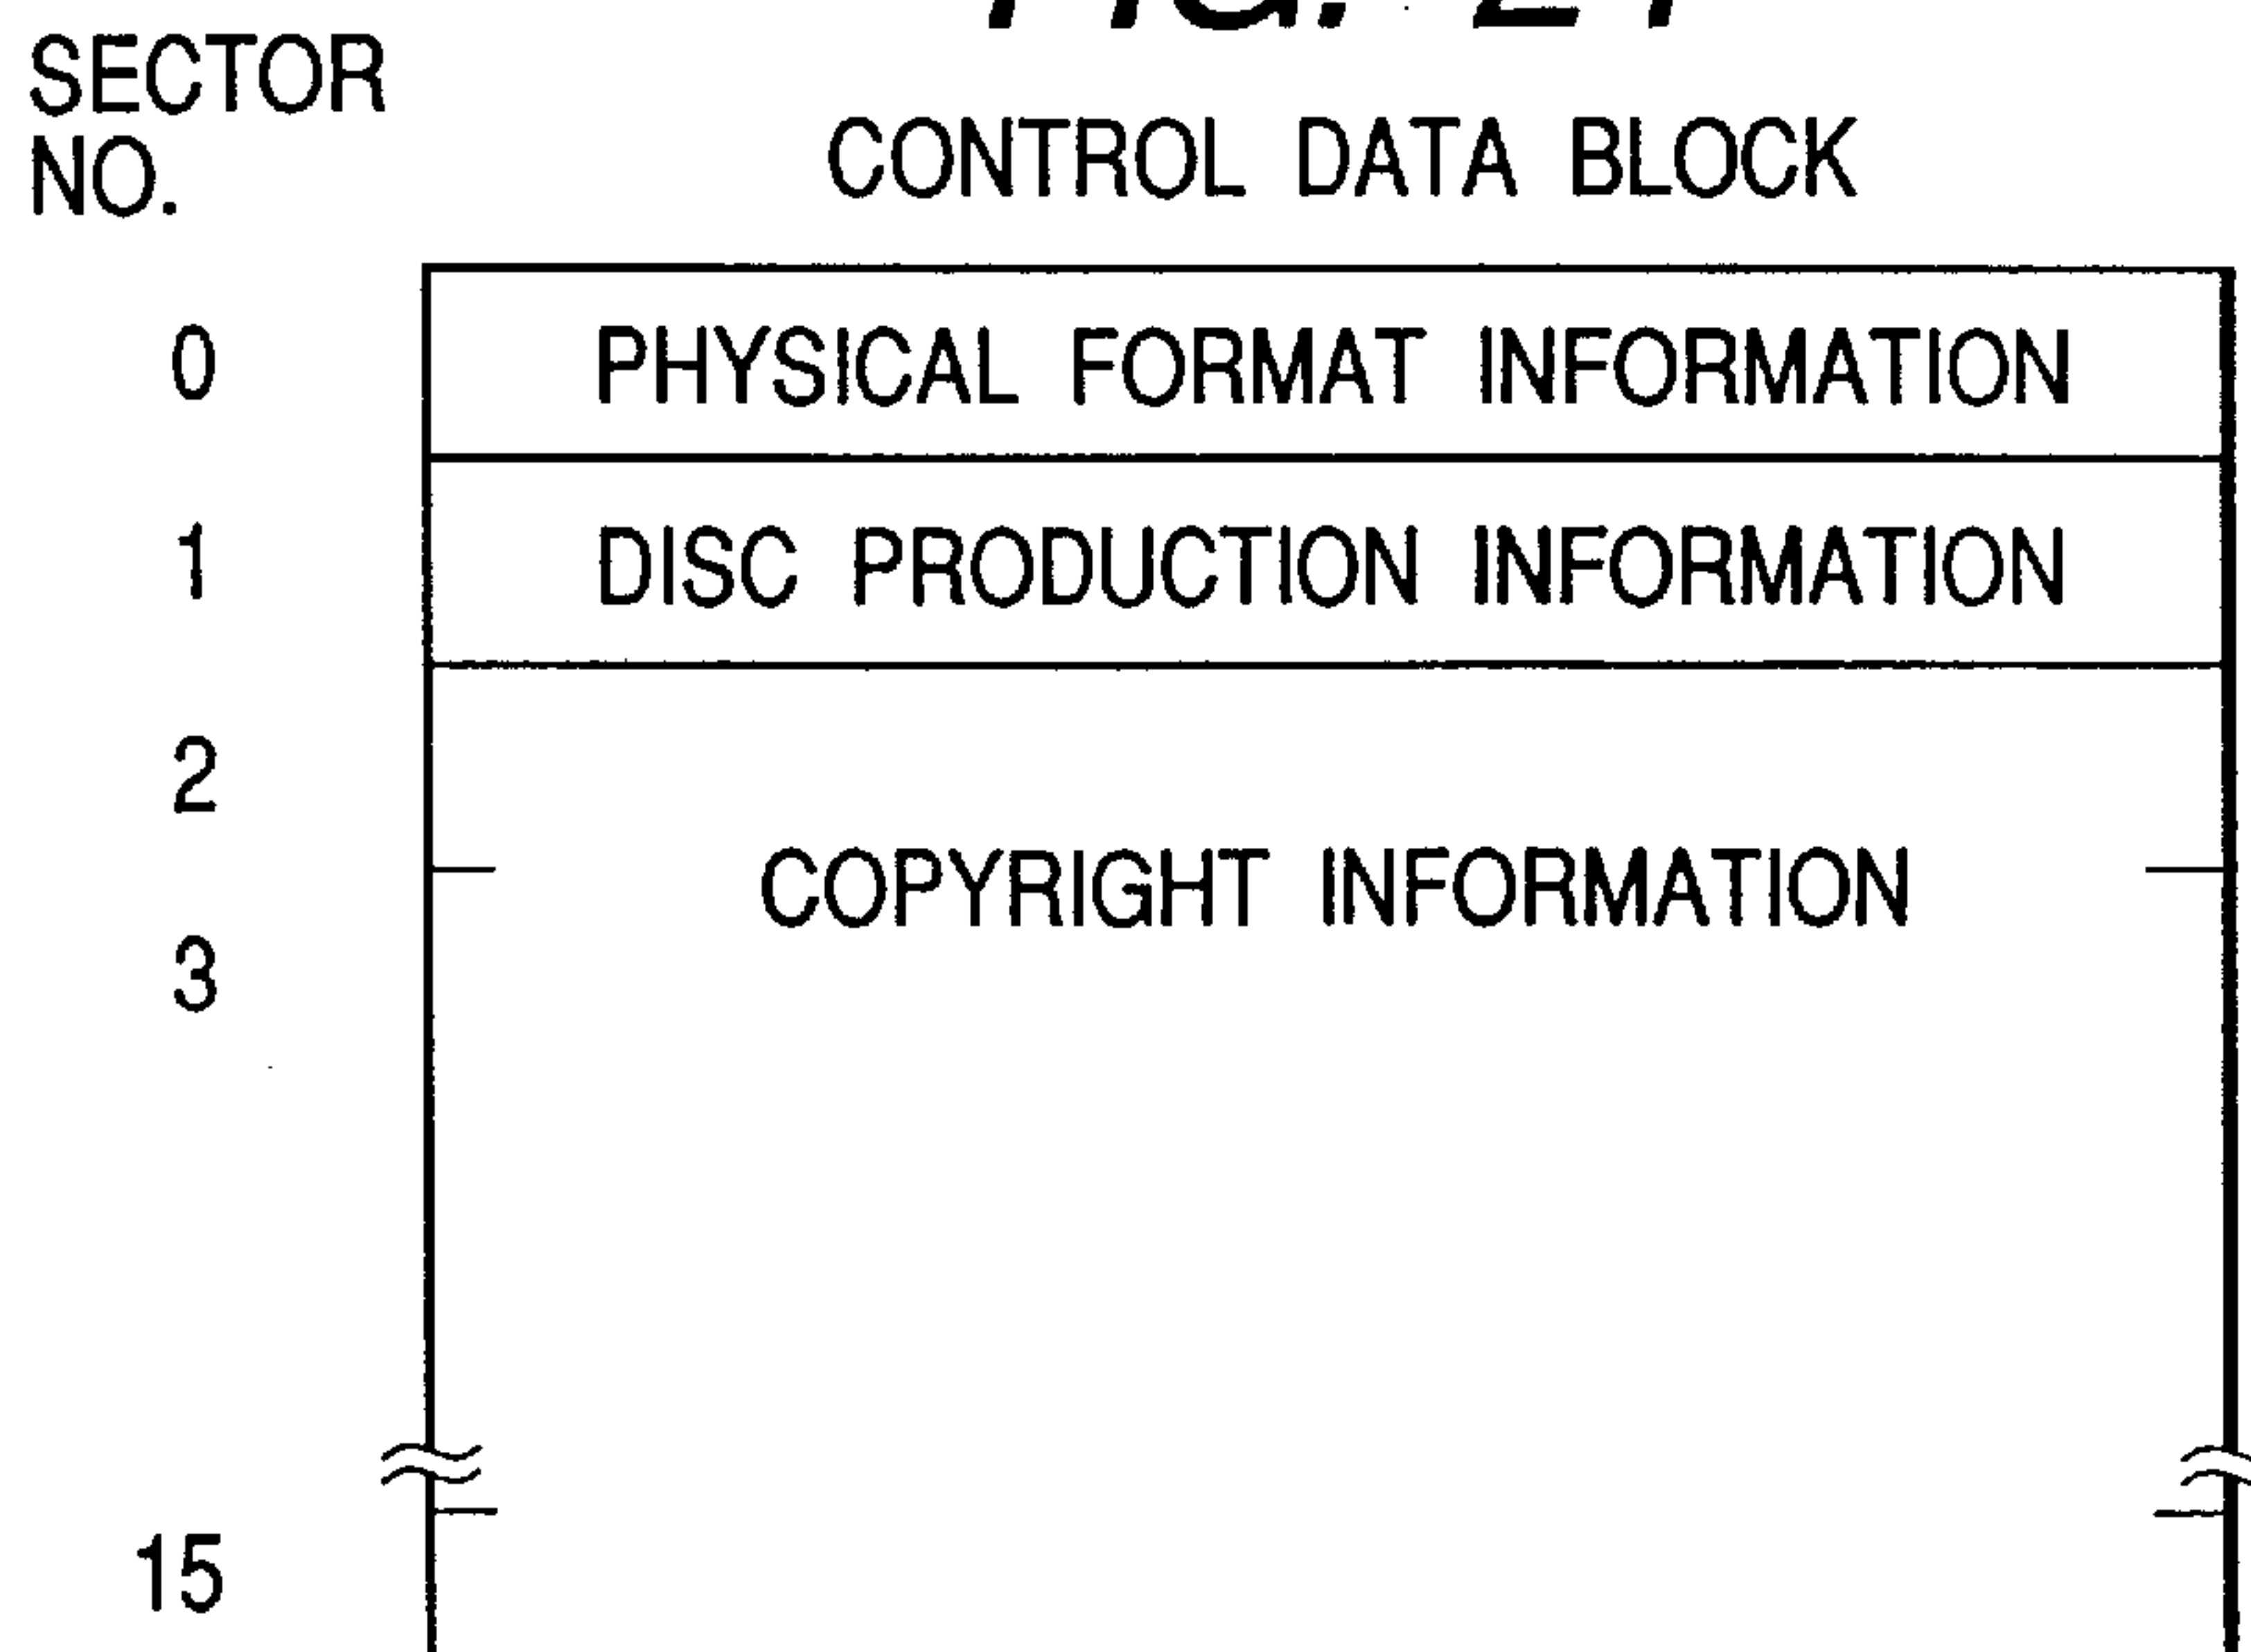 SECTOR
NO.
CONTROL DATA BLOCK
0 PHYSICAL FORMAT INFORMATION
1 DISC PRODUCTION INFORMATION
2
COPYRIGHT INFORMATION
3
15